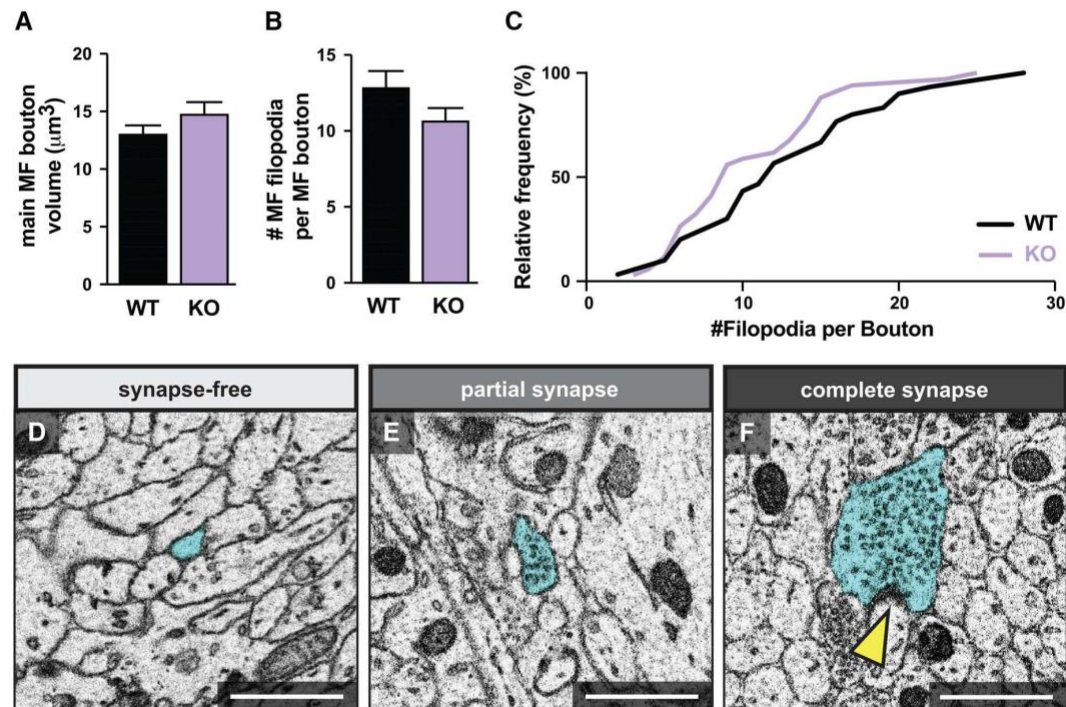 A
main MF bouton
volume (μm³)
20
15
10
5
0
WT KO
B
# MF filopodia
per MF bouton
15
10
5
0
WT KO
C
Relative frequency (%)
100
50
0
0 10 20 30
#Filopodia per Bouton
WT
KO
synapse-free
D
partial synapse
E
complete synapse
F